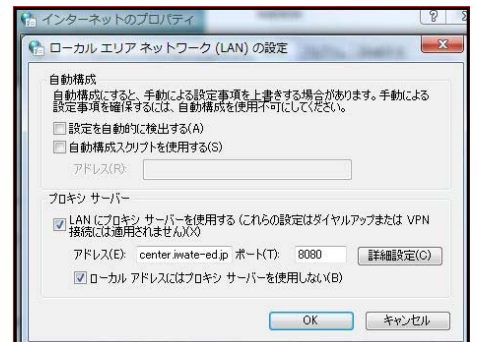 インターネットのプロパティ
ローカル エリア ネットワーク (LAN) の設定
自動構成
自動構成にすると、手動による設定事項を上書きする場合があります。手動による
設定事項を確保するには、自動構成を使用不可にしてください。
設定を自動的に検出する(A)
自動構成スクリプトを使用する(S)
アドレス(R):
プロキシ サーバー
LAN にプロキシ サーバーを使用する (これらの設定はダイヤルアップまたは VPN
接続には適用されません)(X)
アドレス(E): center.iwate-ed.jp ポート(T): 8080 詳細設定(C)
ローカル アドレスにはプロキシ サーバーを使用しない(B)
OK キャンセル